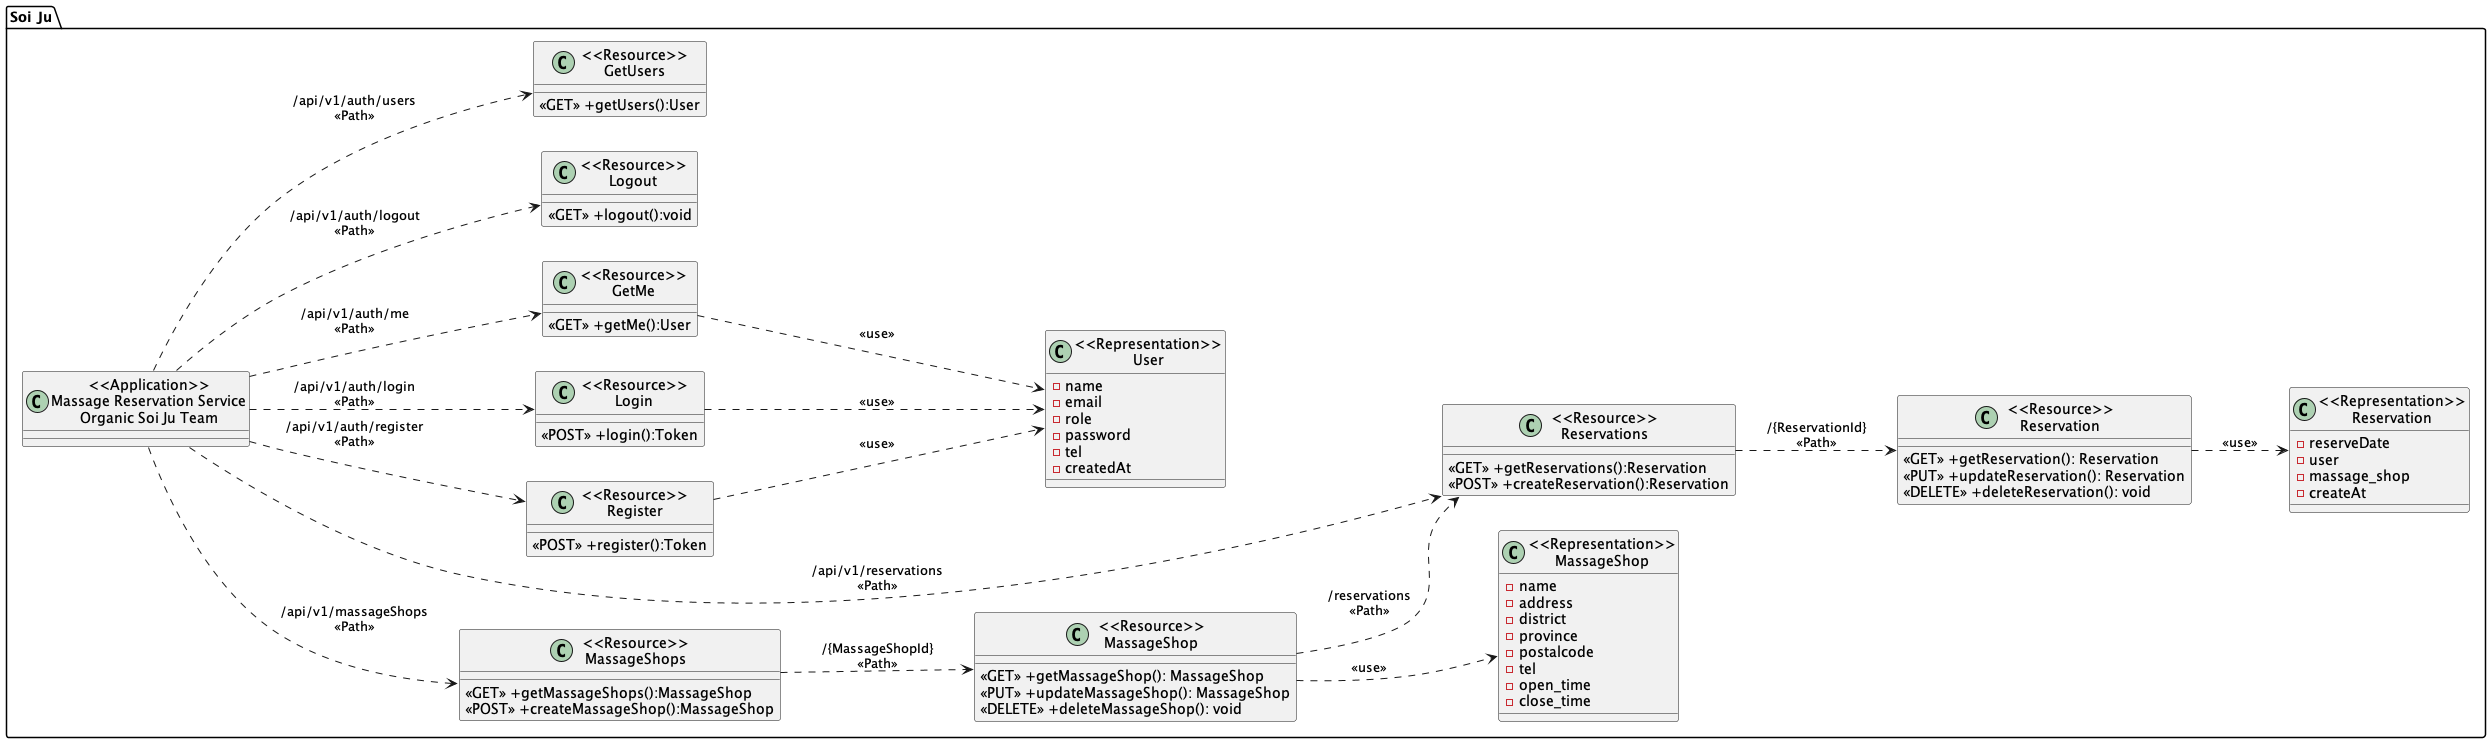 Soi Ju
<<Resource>>
GetUsers
«GET» +getUsers():User
/api/v1/auth/users
«Path»
<<Resource>>
Logout
«GET» +logout():void
/api/v1/auth/logout
«Path»
<<Resource>>
GetMe
«GET» +getMe():User
/api/v1/auth/me
«Path»
<<Application>>
Massage Reservation Service
Organic Soi Ju Team
/api/v1/auth/login
«Path»
<<Resource>>
Login
«POST» +login():Token
/api/v1/auth/register
«Path»
<<Resource>>
Register
«POST» +register():Token
«use»
«use»
«use»
<<Representation>>
User
name
email
role
password
tel
createdAt
/api/v1/reservations
«Path»
/api/v1/massageShops
«Path»
<<Resource>>
MassageShops
«GET» +getMassageShops():MassageShop
«POST» +createMassageShop():MassageShop
/{MassageShopId}
«Path»
<<Resource>>
MassageShop
«GET» +getMassageShop(): MassageShop
«PUT» +updateMassageShop(): MassageShop
«DELETE» +deleteMassageShop(): void
/reservations
«Path»
«use»
<<Resource>>
Reservations
«GET» +getReservations():Reservation
«POST» +createReservation():Reservation
<<Representation>>
MassageShop
name
address
district
province
postalcode
tel
open_time
close_time
/{ReservationId}
«Path»
<<Resource>>
Reservation
«GET» +getReservation(): Reservation
«PUT» +updateReservation(): Reservation
«DELETE» +deleteReservation(): void
«use»
<<Representation>>
Reservation
reserveDate
user
massage_shop
createAt